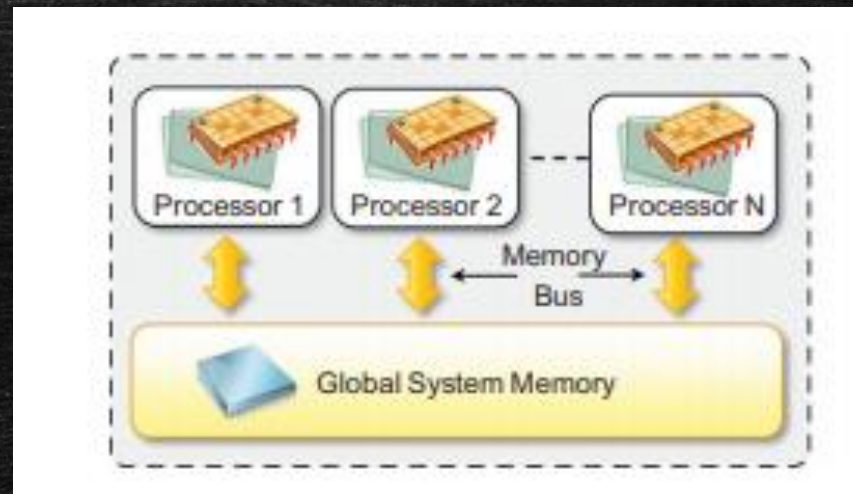 Processor 1
Processor 2
Processor N
Memory
Bus
Global System Memory